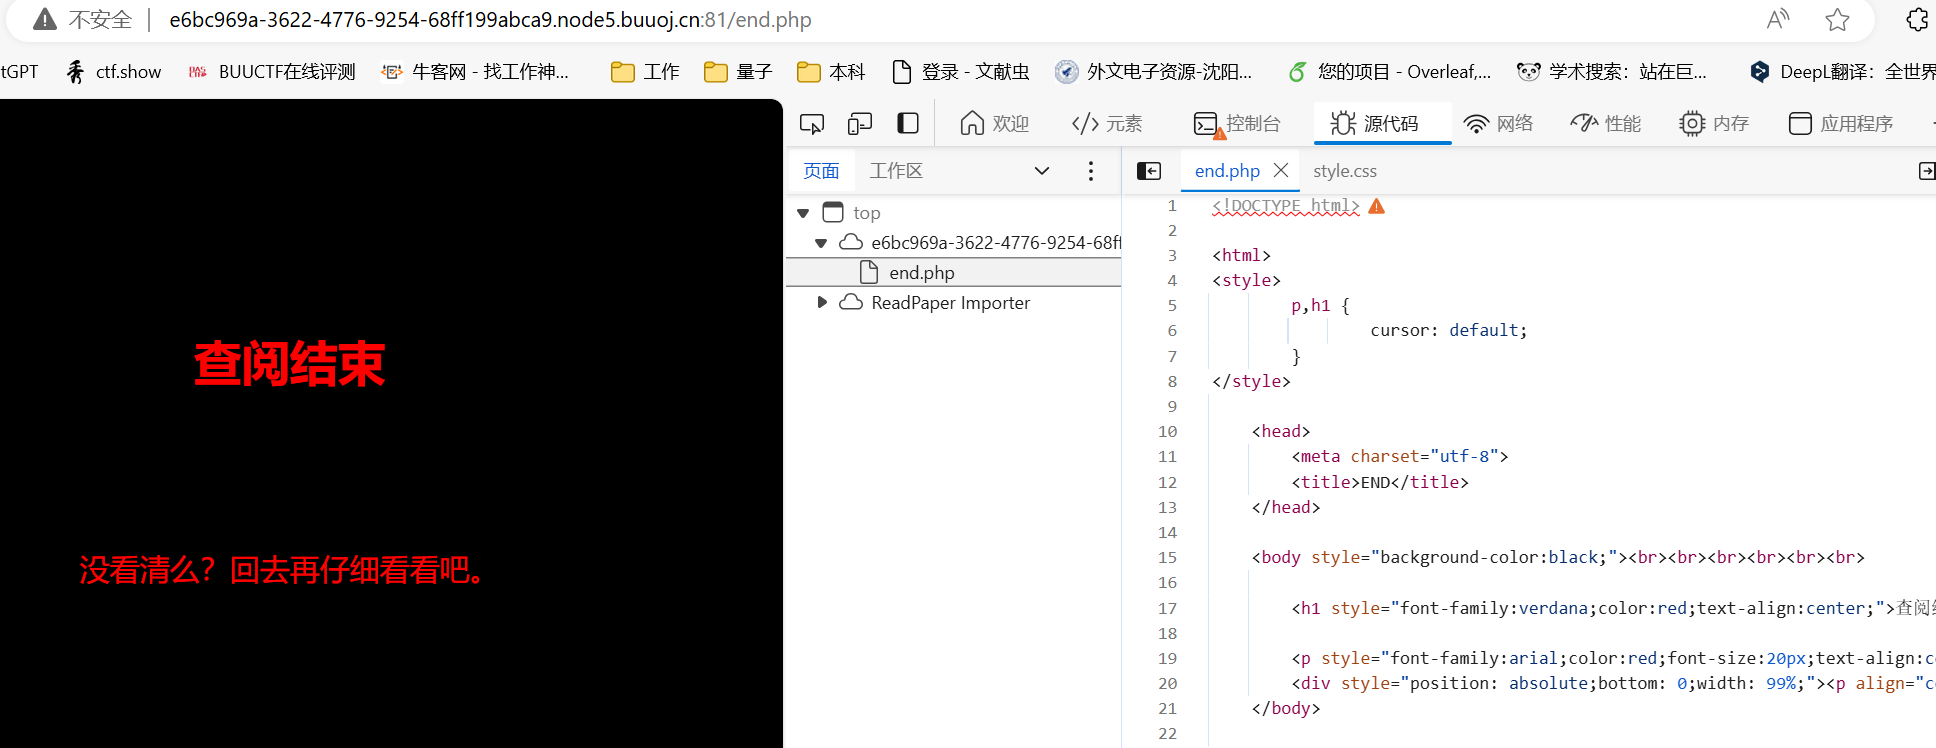 不安全 e6bc969a-3622-4776-9254-68ff199abca9.node5.buuoj.cn:81/end.php
tGPT ctf.show BUUCTF在线评测 牛客网 - 找工作神... 工作 量子 本科 登录 - 文献虫 外文电子资源-沈阳... 您的项目 - Overleaf,... 学术搜索：站在巨... DeepL翻译：全世界
欢迎 元素 控制台 源代码 网络 性能 内存 应用程序
页面 工作区 end.php style.css
top
e6bc969a-3622-4776-9254-68ff
end.php
ReadPaper Importer
查阅结束
没看清么？回去再仔细看看吧。
1 <!DOCTYPE html>
2
3 <html>
4 <style>
5 p,h1 {
6 cursor: default;
7 }
8 </style>
9
10 <head>
11 <meta charset="utf-8">
12 <title>END</title>
13 </head>
14
15 <body style="background-color:black;"><br><br><br><br><br><br>
16
17 <h1 style="font-family:verdana;color:red;text-align:center;">查阅结
18
19 <p style="font-family:arial;color:red;font-size:20px;text-align:ce
20 <div style="position: absolute;bottom: 0;width: 99%;"><p align="ce
21 </body>
22